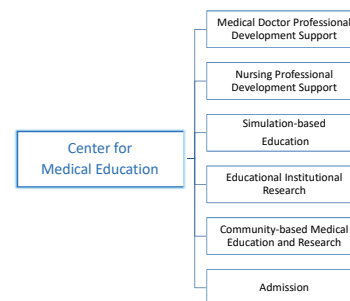 Medical Doctor Professional
Development Support
Nursing Professional
Development Support
Simulation-based
Education
Center for
Medical Education
Educational Institutional
Research
Community-based Medical
Education and Research
Admission